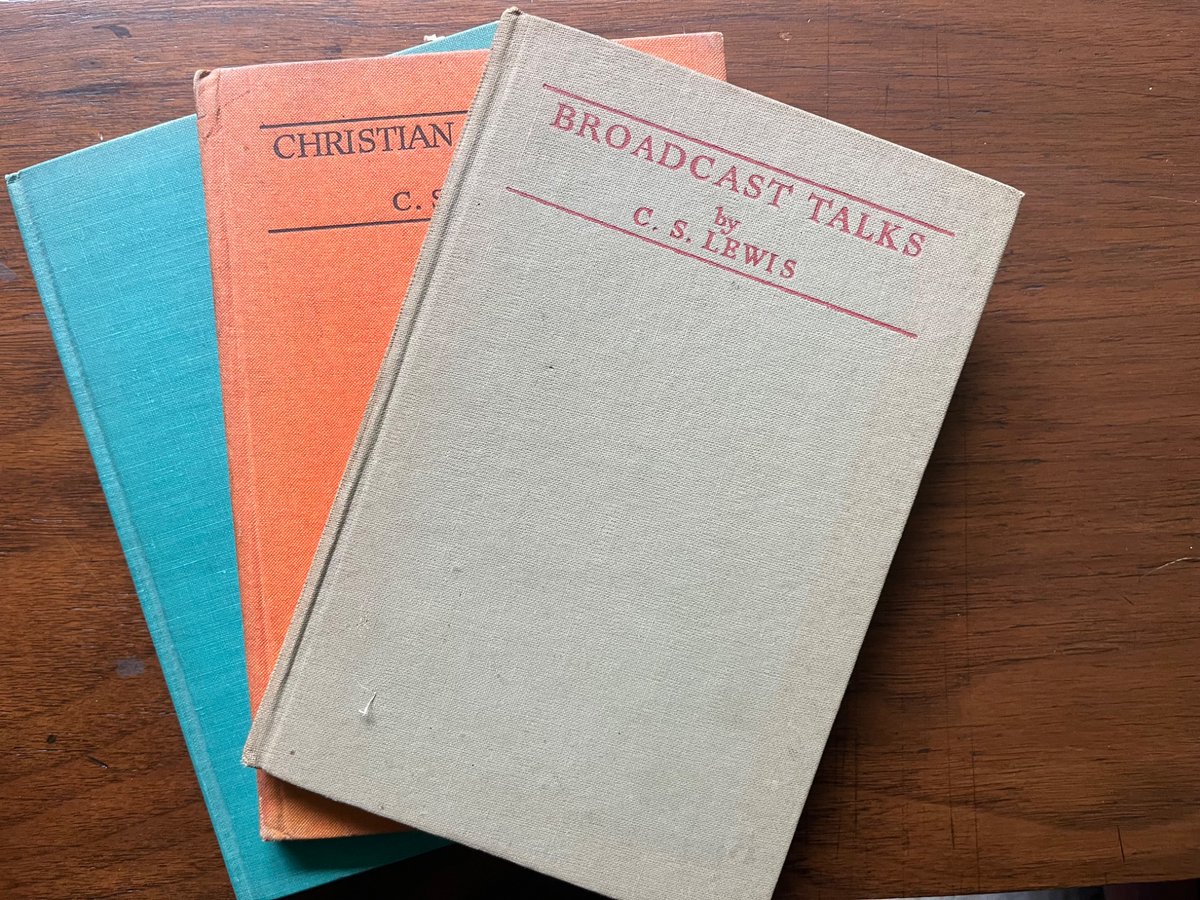 BROADCAST TALKS
by
C. S. LEWIS
CHRISTIAN
C. S